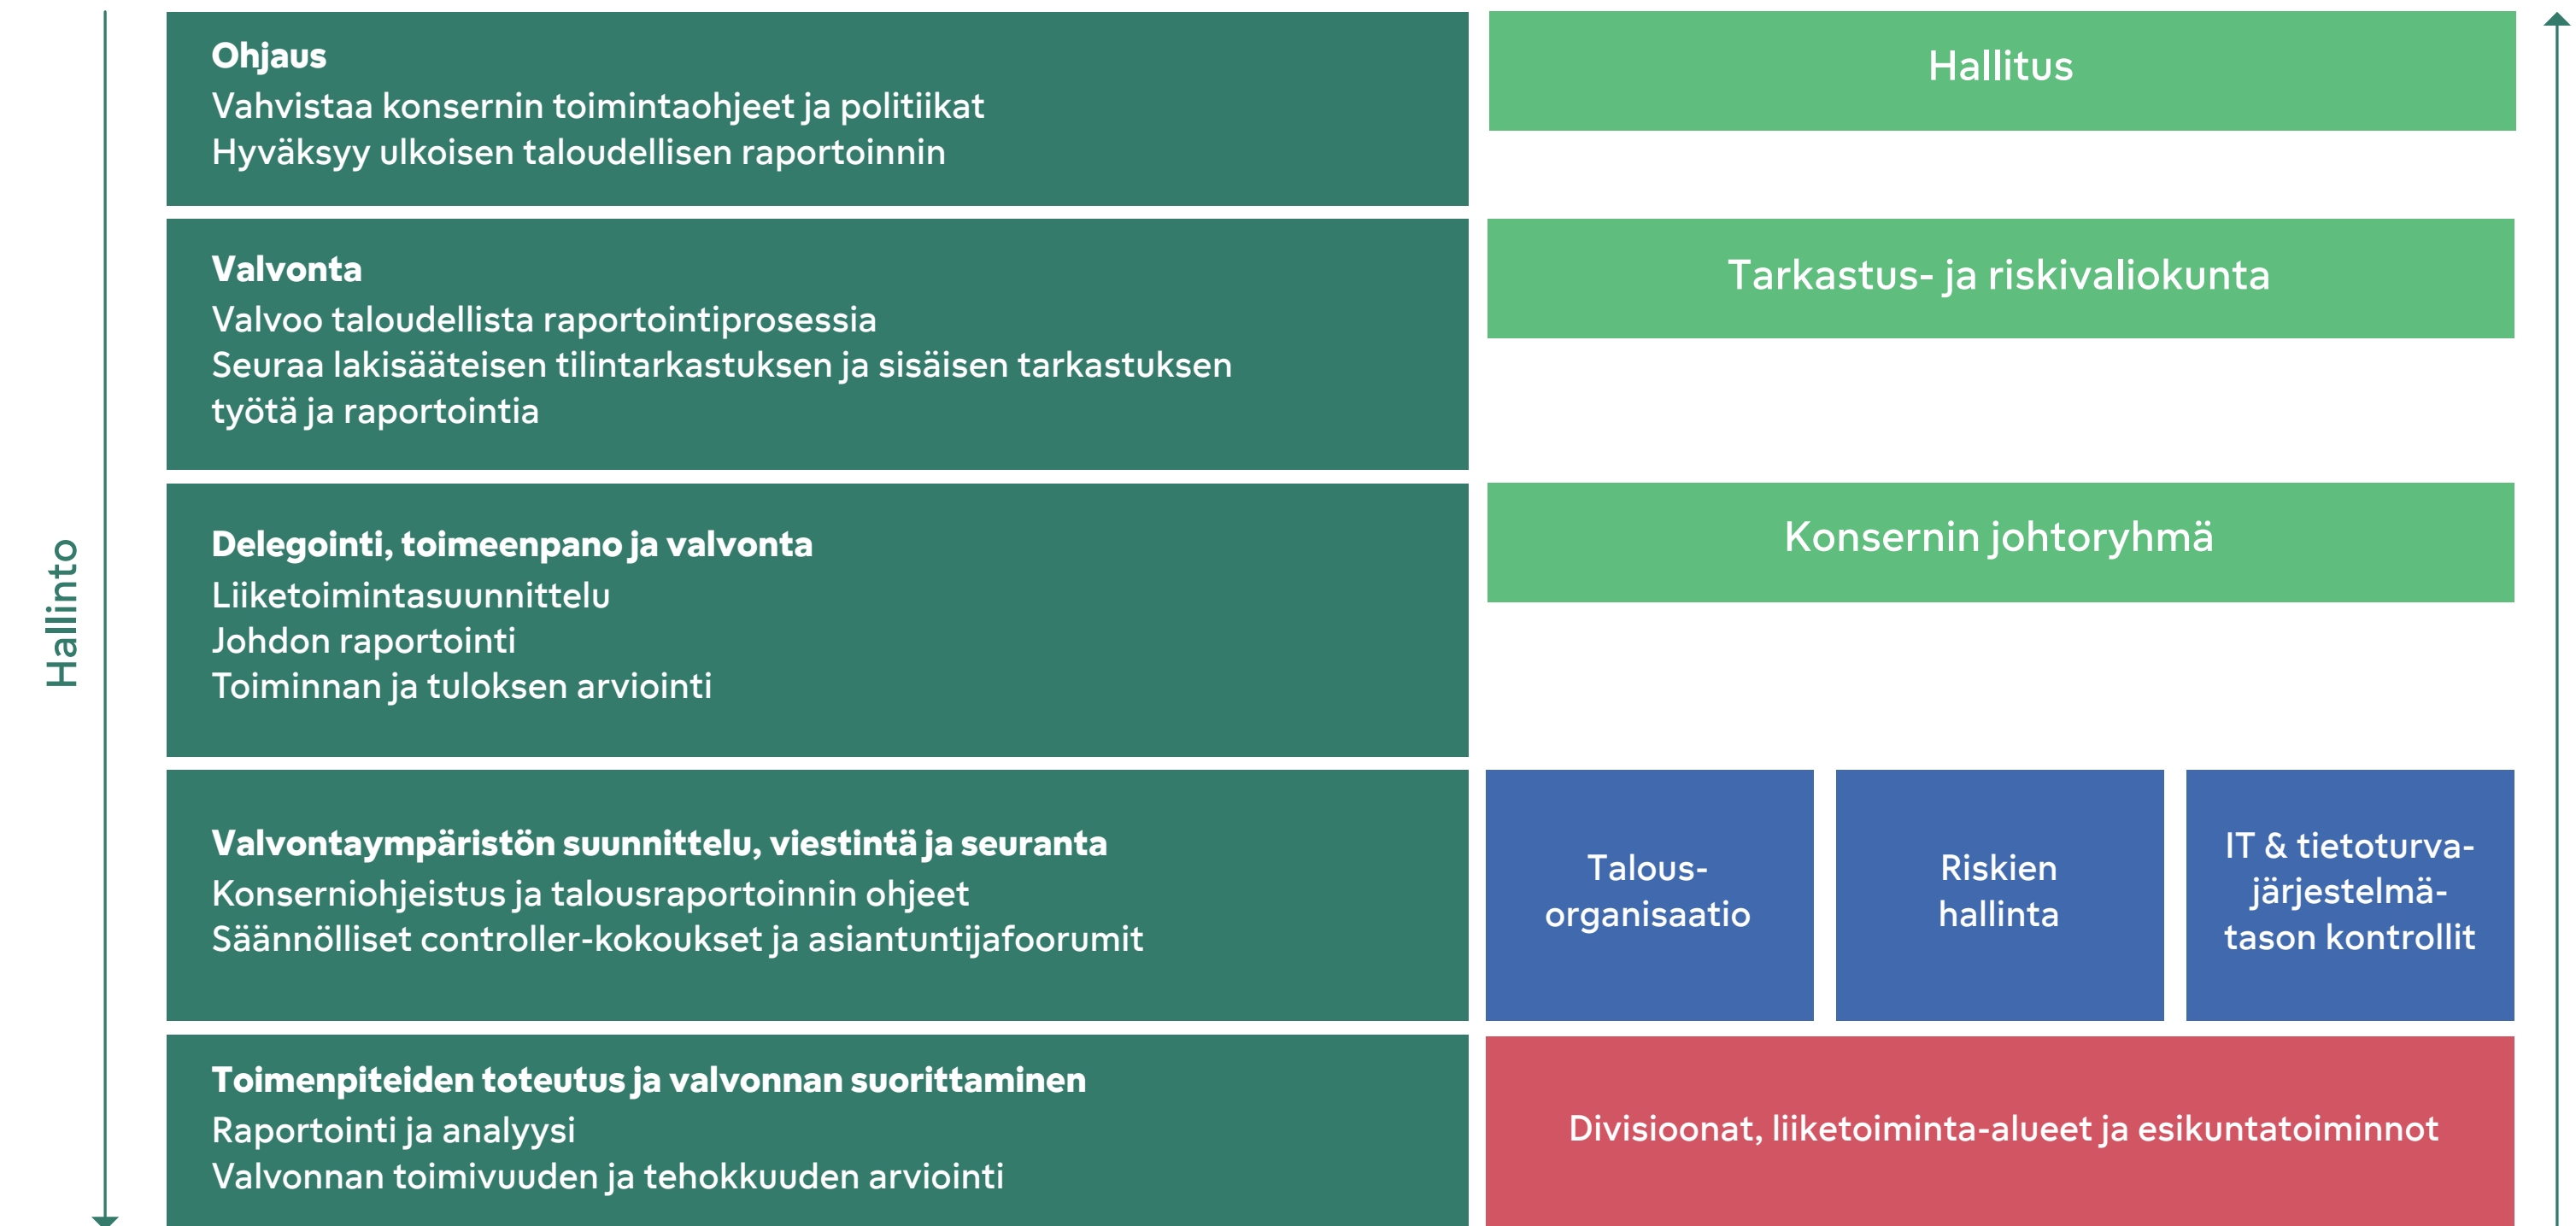 Hallinto
Ohjaus
Vahvistaa konsernin toimintaohjeet ja politiikat
Hyväksyy ulkoisen taloudellisen raportoinnin
Hallitus
Valvonta
Valvoo taloudellista raportointiprosessia
Seuraa lakisääteisen tilintarkastuksen ja sisäisen tarkastuksen
työtä ja raportointia
Tarkastus- ja riskivaliokunta
Delegointi, toimeenpano ja valvonta
Liiketoimintasuunnittelu
Johdon raportointi
Toiminnan ja tuloksen arviointi
Konsernin johtoryhmä
Valvontaympäristön suunnittelu, viestintä ja seuranta
Konserniohjeistus ja talousraportoinnin ohjeet
Säännölliset controller-kokoukset ja asiantuntijafoorumit
Talous-
organisaatio
Riskien
hallinta
IT & tietoturva-
järjestelmä-
tason kontrollit
Toimenpiteiden toteutus ja valvonnan suorittaminen
Raportointi ja analyysi
Valvonnan toimivuuden ja tehokkuuden arviointi
Divisioonat, liiketoiminta-alueet ja esikuntatoiminnot